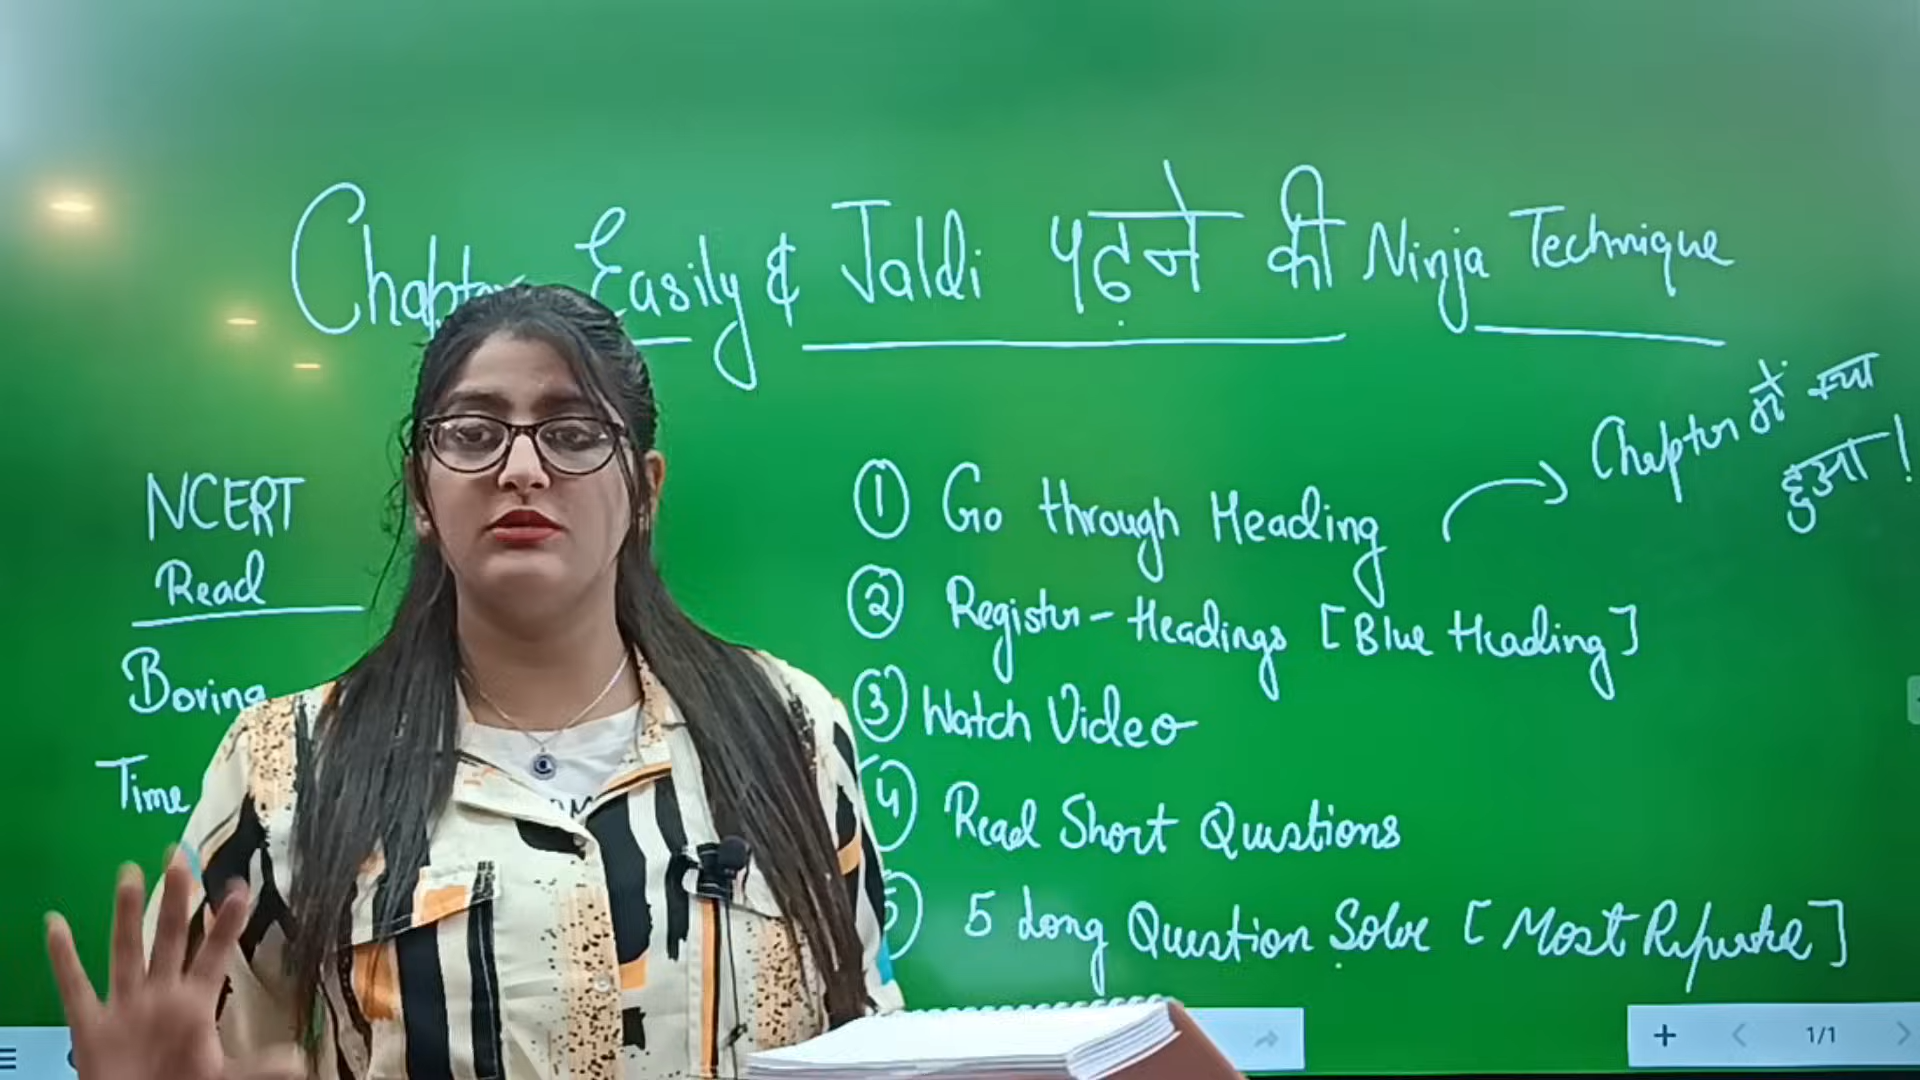 Chapter Easily & Jaldi पढ़ने की Ninja Technique
NCERT
Read
Boring
Time
① Go through Heading
Chapter में क्या
हुआ !
② Register - Headings [Blue Heading]
③ Watch Video
④ Read Short Questions
⑤ 5 Long Question Solve [Most Repeated]
1/1